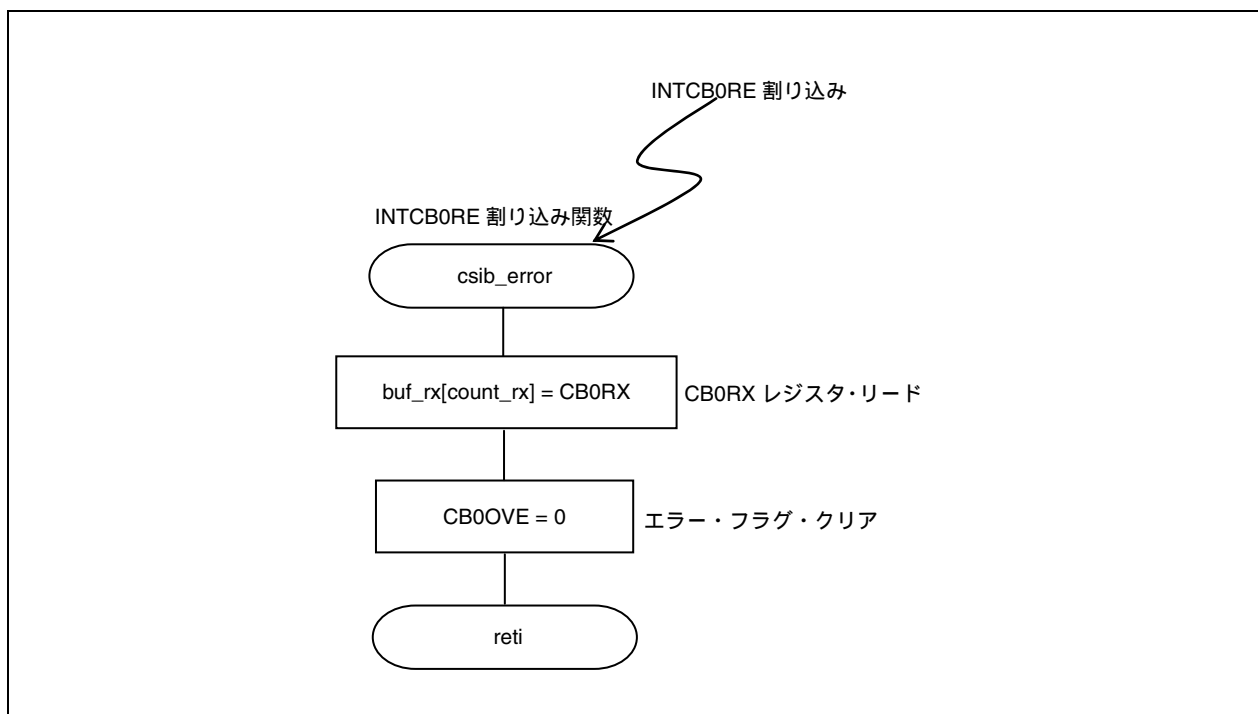 INTCB0RE 割り込み
INTCB0RE 割り込み関数
csib_error
buf_rx[count_rx] = CB0RX
CB0RX レジスタ・リード
CB0OVE = 0
エラー・フラグ・クリア
reti